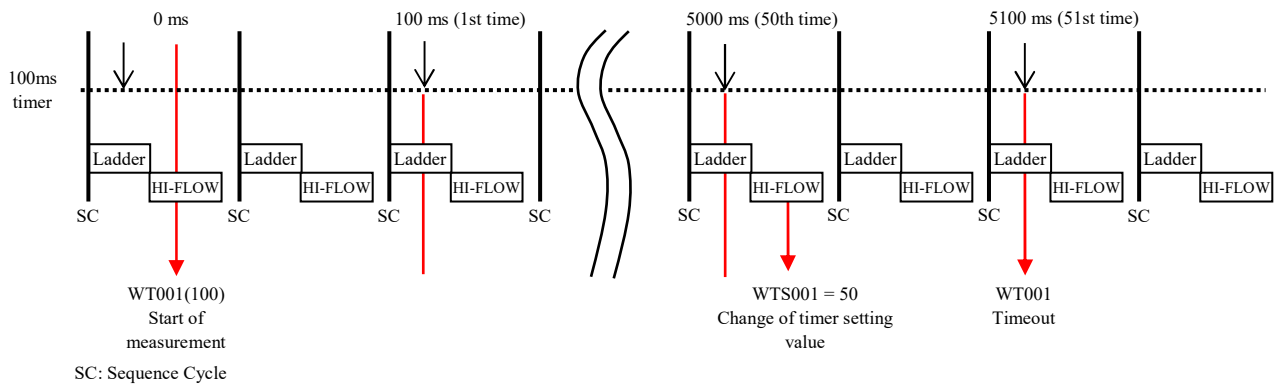 0 ms
100 ms (1st time)
5000 ms (50th time)
5100 ms (51st time)
100ms
timer
Ladder
Ladder
Ladder
Ladder
Ladder
Ladder
Ladder
HI-FLOW
HI-FLOW
HI-FLOW
HI-FLOW
HI-FLOW
HI-FLOW
HI-FLOW
SC
SC
SC
SC
SC
SC
SC
SC
WT001(100)
Start of
measurement
WTS001 = 50
Change of timer setting
value
WT001
Timeout
SC: Sequence Cycle